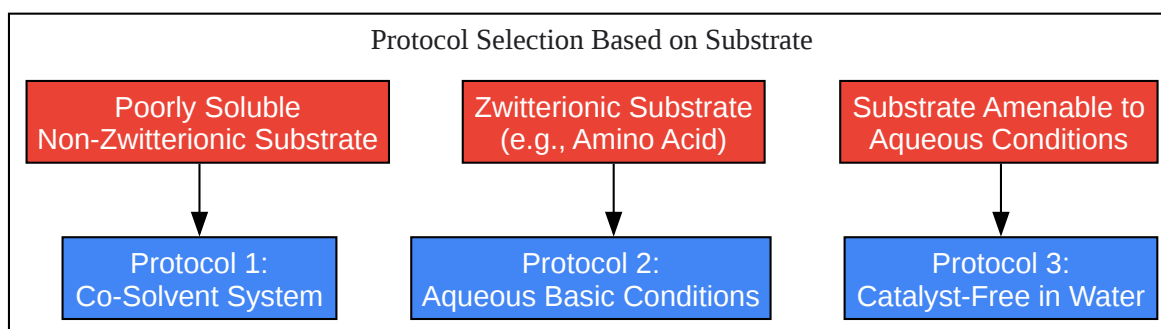 Protocol Selection Based on Substrate
Poorly Soluble
Non-Zwitterionic Substrate
Zwitterionic Substrate
(e.g., Amino Acid)
Substrate Amenable to
Aqueous Conditions
Protocol 1:
Co-Solvent System
Protocol 2:
Aqueous Basic Conditions
Protocol 3:
Catalyst-Free in Water